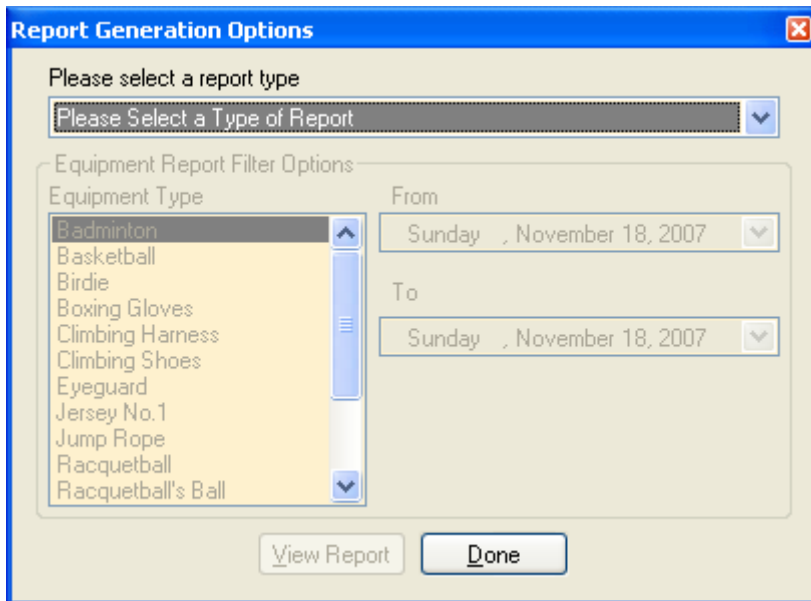 Report Generation Options
Please select a report type
Please Select a Type of Report
Equipment Report Filter Options
Equipment Type
Badminton
Basketball
Birdie
Boxing Gloves
Climbing Harness
Climbing Shoes
Eyeguard
Jersey No.1
Jump Rope
Racquetball
Racquetball's Ball
From
Sunday , November 18, 2007
To
Sunday , November 18, 2007
View Report
Done